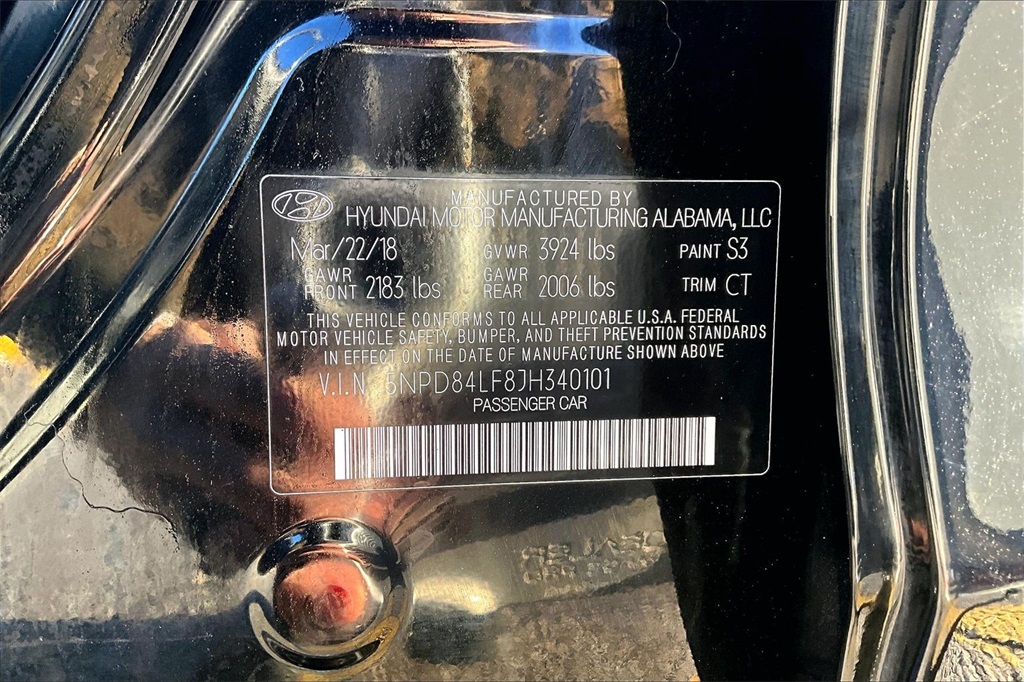 MANUFACTURED BY
HYUNDAI MOTOR MANUFACTURING ALABAMA, LLC
Mar/22/18 GVWR 3924 lbs PAINT S3
GAWR FRONT 2183 lbs GAWR REAR 2006 lbs TRIM CT
THIS VEHICLE CONFORMS TO ALL APPLICABLE U.S.A. FEDERAL
MOTOR VEHICLE SAFETY, BUMPER, AND THEFT PREVENTION STANDARDS
IN EFFECT ON THE DATE OF MANUFACTURE SHOWN ABOVE
V.I.N. 5NPD84LF8JH340101
PASSENGER CAR